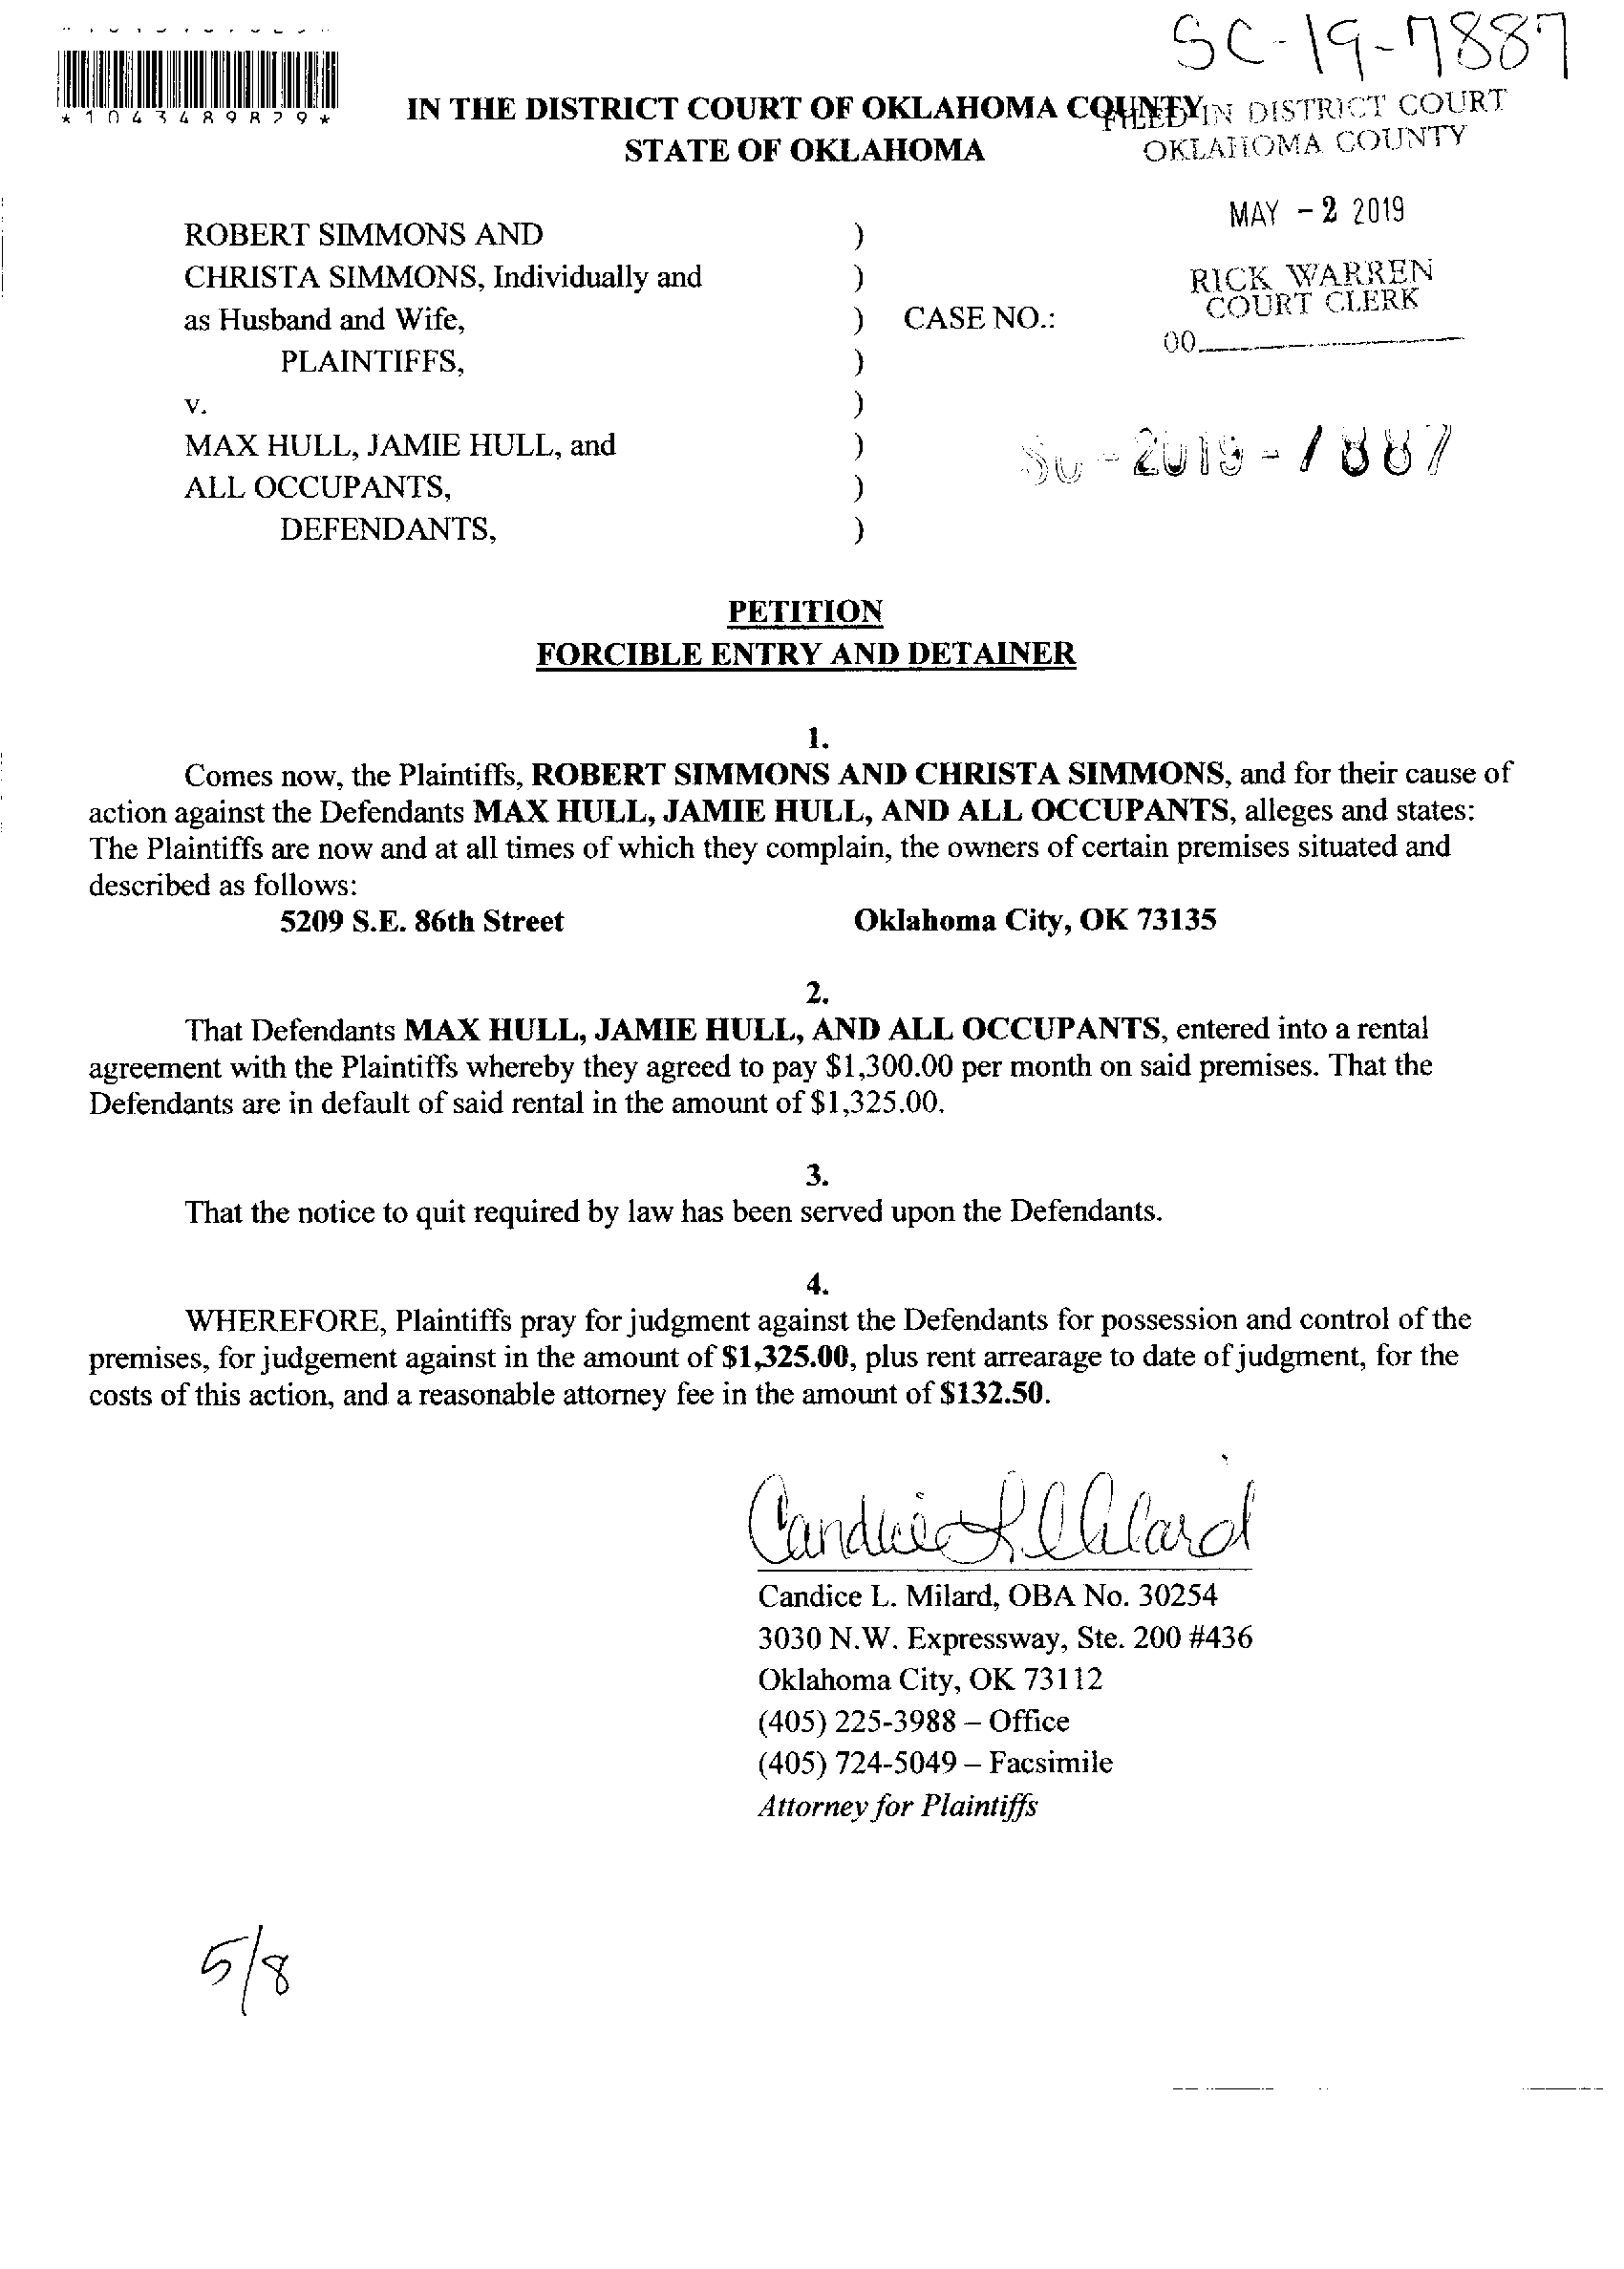 SC-19-7887
*1043489829*
IN THE DISTRICT COURT OF OKLAHOMA COUNTY
STATE OF OKLAHOMA
FILED IN DISTRICT COURT
OKLAHOMA COUNTY
MAY -2 2019
RICK WARREN
COURT CLERK
00
ROBERT SIMMONS AND )
CHRISTA SIMMONS, Individually and )
as Husband and Wife, ) CASE NO.:
PLAINTIFFS, )
v. )
MAX HULL, JAMIE HULL, and )
ALL OCCUPANTS, )
DEFENDANTS, )
PETITION
FORCIBLE ENTRY AND DETAINER
1.
Comes now, the Plaintiffs, ROBERT SIMMONS AND CHRISTA SIMMONS, and for their cause of
action against the Defendants MAX HULL, JAMIE HULL, AND ALL OCCUPANTS, alleges and states:
The Plaintiffs are now and at all times of which they complain, the owners of certain premises situated and
described as follows:
5209 S.E. 86th Street Oklahoma City, OK 73135
2.
That Defendants MAX HULL, JAMIE HULL, AND ALL OCCUPANTS, entered into a rental
agreement with the Plaintiffs whereby they agreed to pay $1,300.00 per month on said premises. That the
Defendants are in default of said rental in the amount of $1,325.00.
3.
That the notice to quit required by law has been served upon the Defendants.
4.
WHEREFORE, Plaintiffs pray for judgment against the Defendants for possession and control of the
premises, for judgement against in the amount of $1,325.00, plus rent arrearage to date of judgment, for the
costs of this action, and a reasonable attorney fee in the amount of $132.50.
Candice L. Milard, OBA No. 30254
3030 N.W. Expressway, Ste. 200 #436
Oklahoma City, OK 73112
(405) 225-3988 – Office
(405) 724-5049 – Facsimile
Attorney for Plaintiffs
5/8